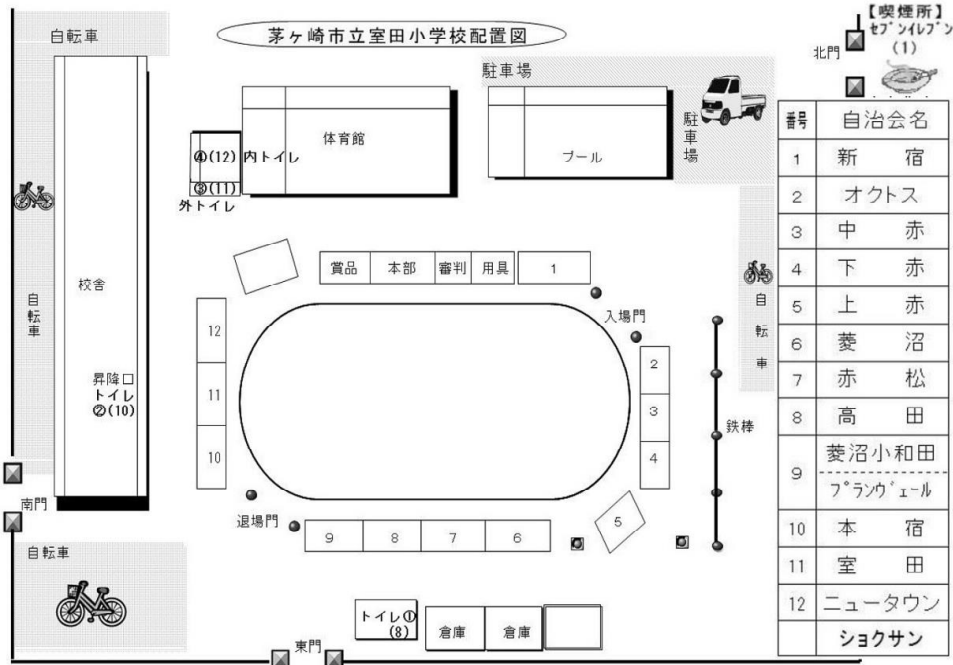 茅ヶ崎市立室田小学校配置図
【喫煙所】
セブンイレブン
(1)
北門
自転車
駐車場
駐車場
体育館
プール
④(12) 内トイレ
③(11)
外トイレ
校舎
自転車
昇降口
トイレ
②(10)
南門
自転車
賞品 本部 審判 用具 1
入場門
12
11
10
2
3
4
自転車
鉄棒
退場門
9 8 7 6
5
トイレ①
(8)
倉庫 倉庫
東門
番号 自治会名
1 新宿
2 オクトス
3 中赤
4 下赤
5 上赤
6 菱沼
7 赤松
8 高田
9 菱沼小和田
プランヴェール
10 本宿
11 室田
12 ニュータウン
ショクサン